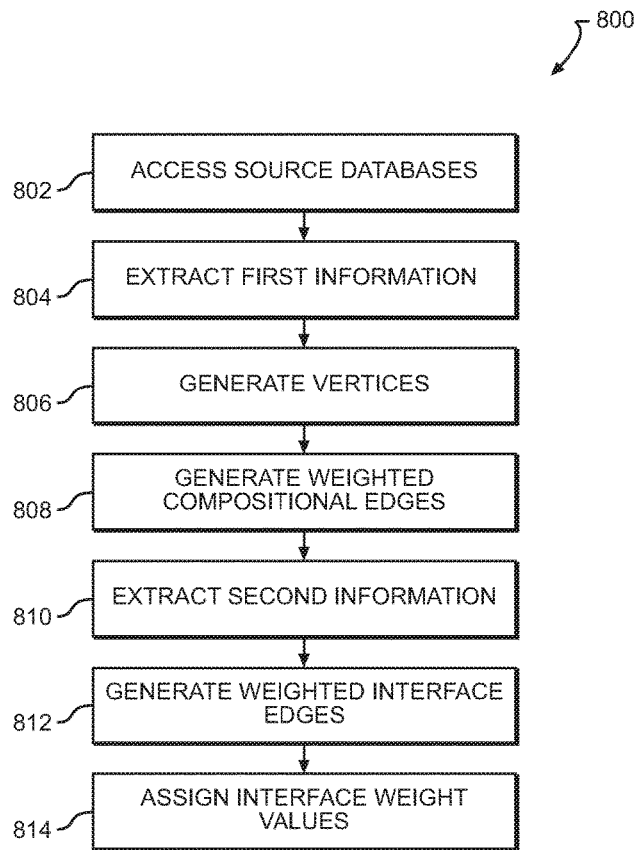 800
802
ACCESS SOURCE DATABASES
804
EXTRACT FIRST INFORMATION
806
GENERATE VERTICES
808
GENERATE WEIGHTED
COMPOSITIONAL EDGES
810
EXTRACT SECOND INFORMATION
812
GENERATE WEIGHTED INTERFACE
EDGES
814
ASSIGN INTERFACE WEIGHT
VALUES